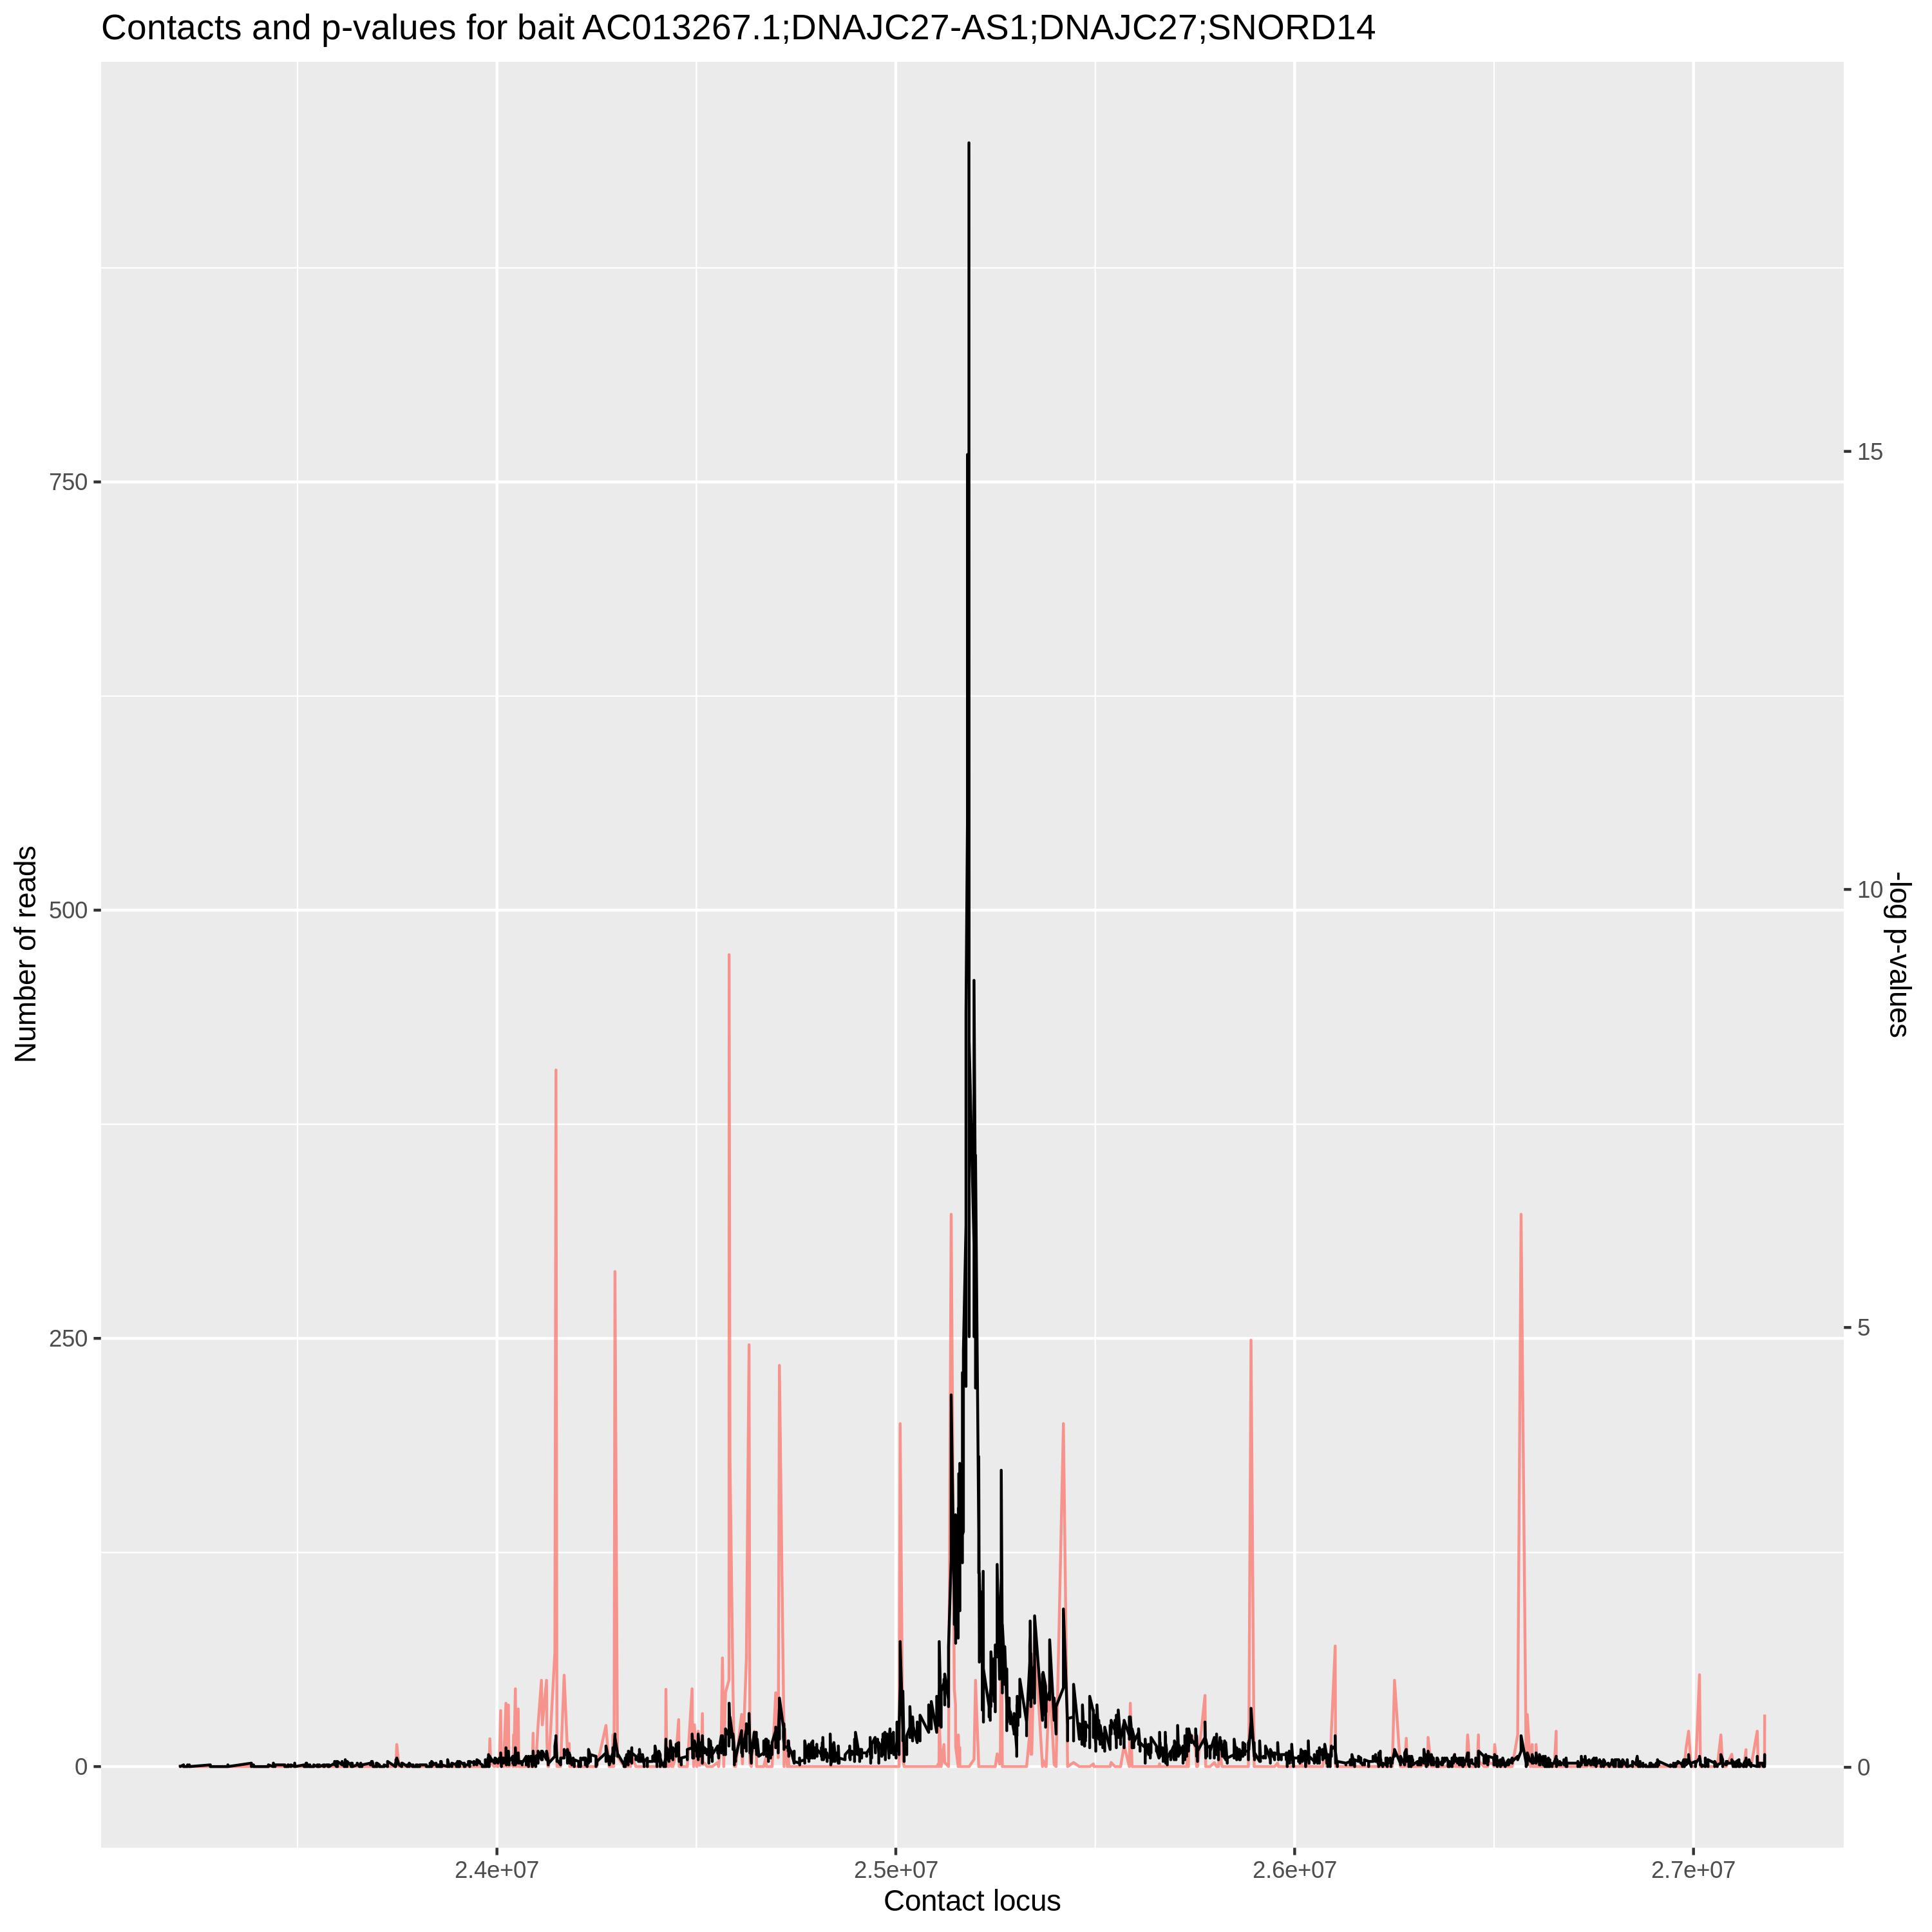 Contacts and p-values for bait AC013267.1;DNAJC27-AS1;DNAJC27;SNORD14
Number of reads
750
500
250
0
15
10
5
0
-log p-values
2.4e+07
2.5e+07
2.6e+07
2.7e+07
Contact locus